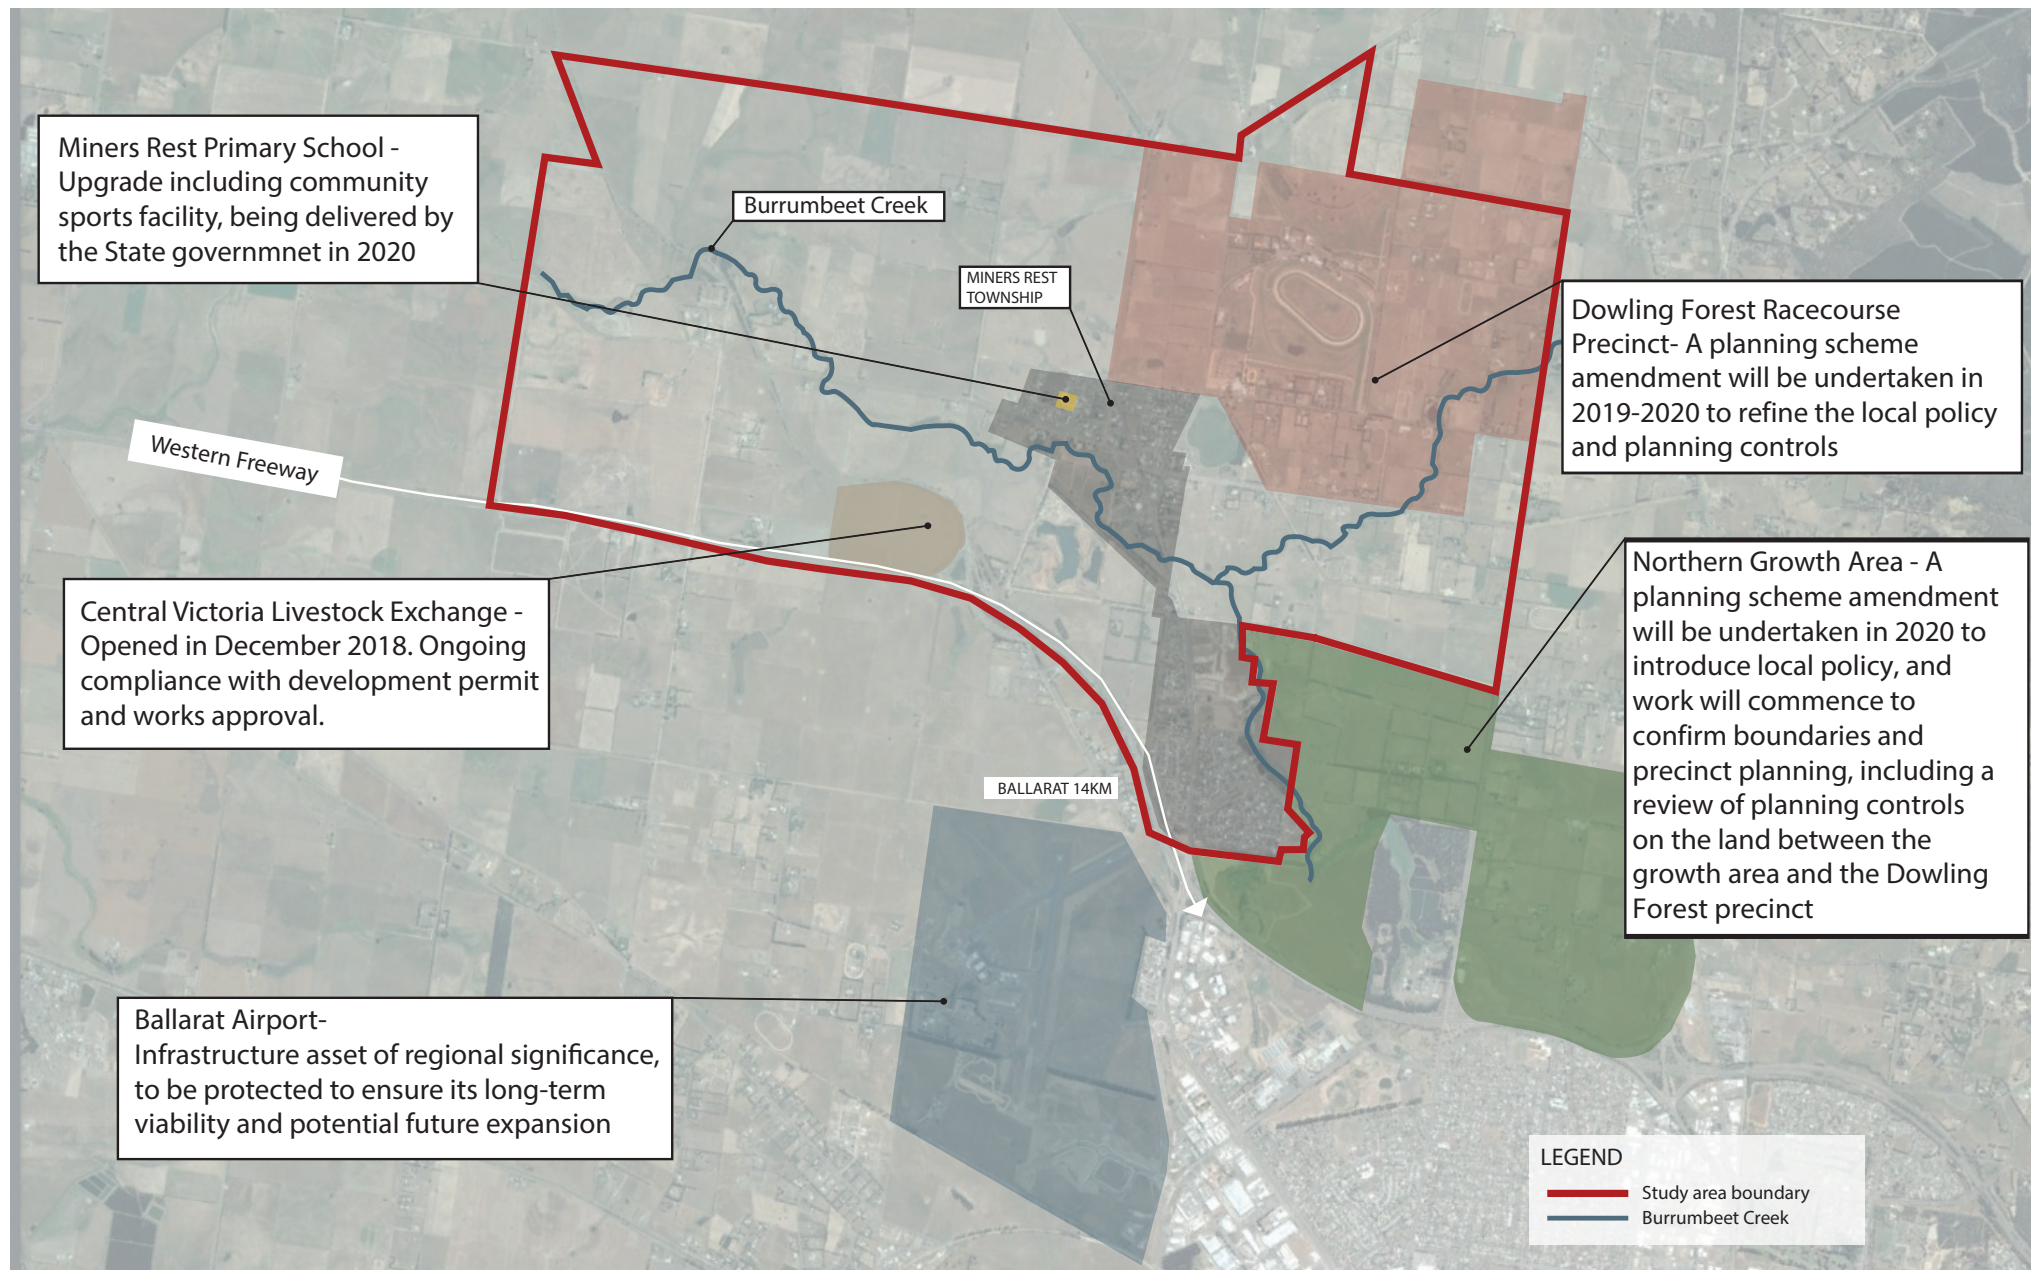 Miners Rest Primary School -
Upgrade including community
sports facility, being delivered by
the State governmnet in 2020
Burrumbeet Creek
MINERS REST
TOWNSHIP
Dowling Forest Racecourse
Precinct- A planning scheme
amendment will be undertaken in
2019-2020 to refine the local policy
and planning controls
Western Freeway
Central Victoria Livestock Exchange -
Opened in December 2018. Ongoing
compliance with development permit
and works approval.
Northern Growth Area - A
planning scheme amendment
will be undertaken in 2020 to
introduce local policy, and
work will commence to
confirm boundaries and
precinct planning, including a
review of planning controls
on the land between the
growth area and the Dowling
Forest precinct
BALLARAT 14KM
Ballarat Airport-
Infrastructure asset of regional significance,
to be protected to ensure its long-term
viability and potential future expansion
LEGEND
Study area boundary
Burrumbeet Creek